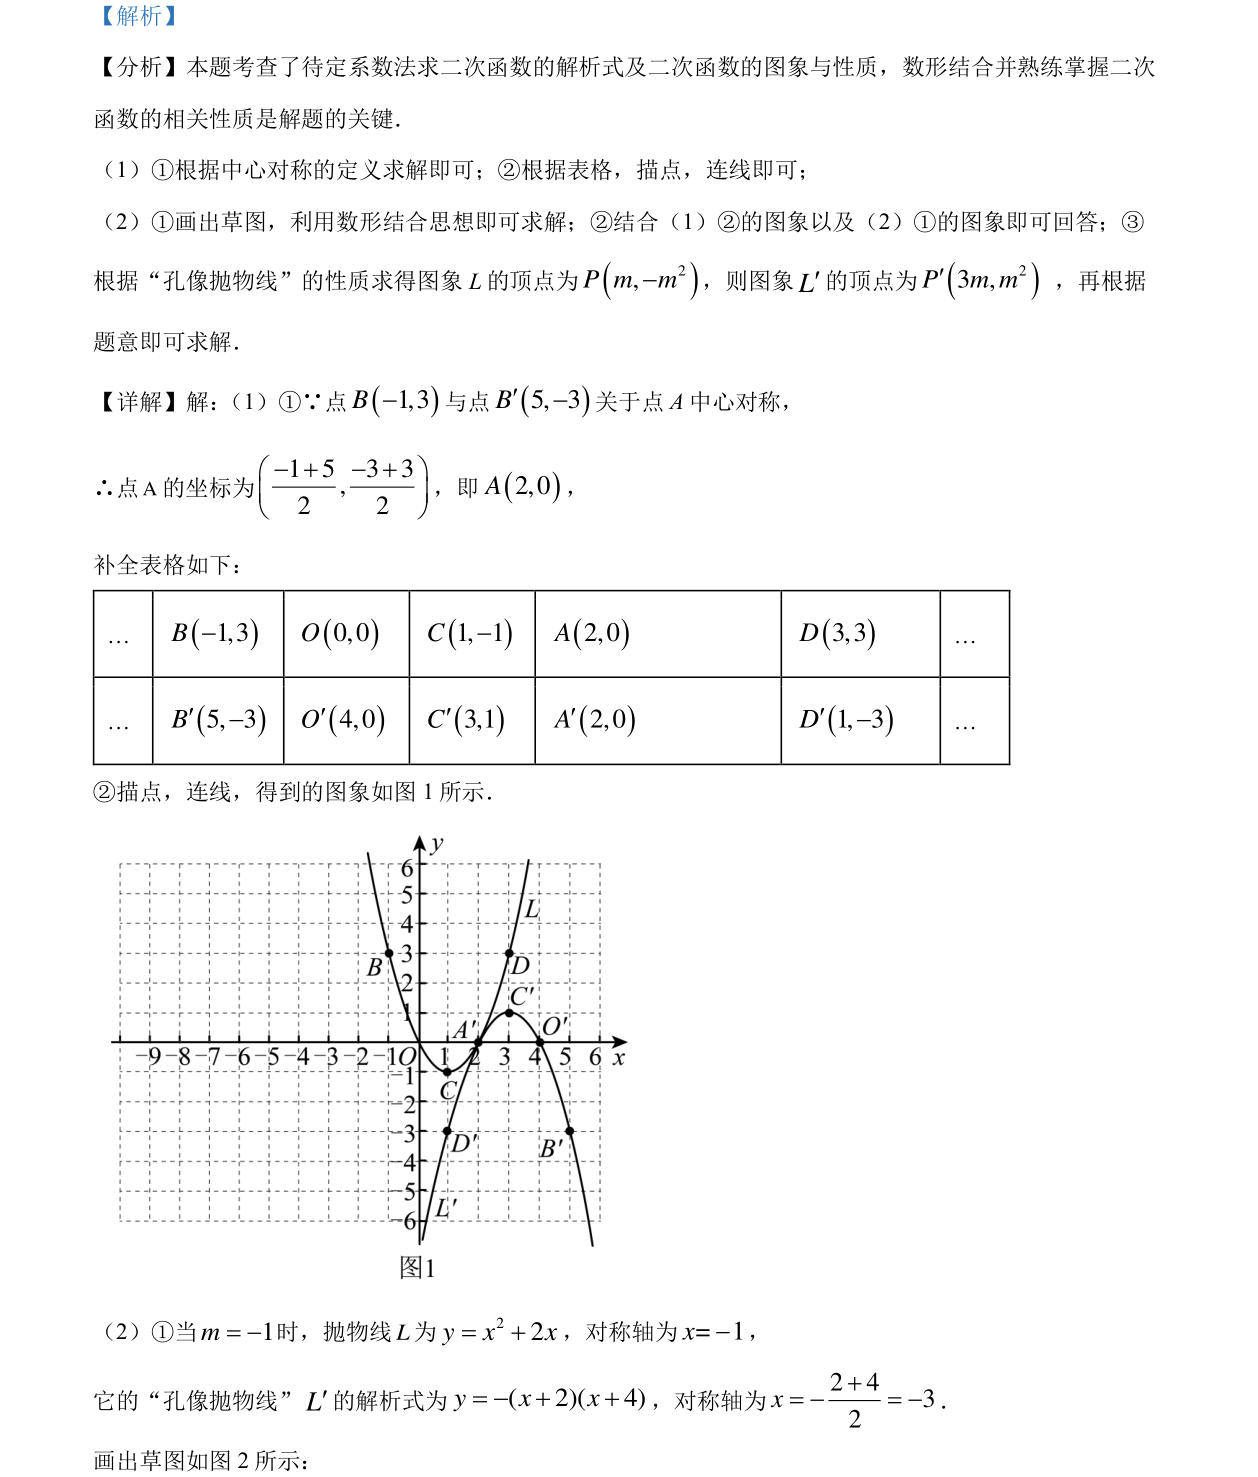 【解析】
【分析】本题考查了待定系数法求二次函数的解析式及二次函数的图象与性质，数形结合并熟练掌握二次
函数的相关性质是解题的关键．
（1）①根据中心对称的定义求解即可；②根据表格，描点，连线即可；
（2）①画出草图，利用数形结合思想即可求解；②结合（1）②的图象以及（2）①的图象即可回答；③
根据“孔像抛物线”的性质求得图象 L 的顶点为 P(m,−m²)，则图象 L′ 的顶点为 P′(3m,m²) ，再根据
题意即可求解．
【详解】解：（1）①∵点 B(−1,3) 与点 B′(5,−3) 关于点 A 中心对称，
∴点 A 的坐标为 ((−1+5)/2, (−3+3)/2)，即 A(2,0)，
补全表格如下：
… B(−1,3) O(0,0) C(1,−1) A(2,0) D(3,3) …
… B′(5,−3) O′(4,0) C′(3,1) A′(2,0) D′(1,−3) …
②描点，连线，得到的图象如图 1 所示．
y
6
5
L
4
B 3 D
2 C′
1
A′ O′
−9 −8 −7 −6 −5 −4 −3 −2 −1 O 1 2 3 4 5 6 x
−1
C
−2
−3 D′ B′
−4
−5
L′
−6
图1
（2）①当 m = −1 时，抛物线 L 为 y = x² + 2x，对称轴为 x= −1，
它的“孔像抛物线” L′ 的解析式为 y = −(x+2)(x+4)，对称轴为 x = −(2+4)/2 = −3．
画出草图如图 2 所示：